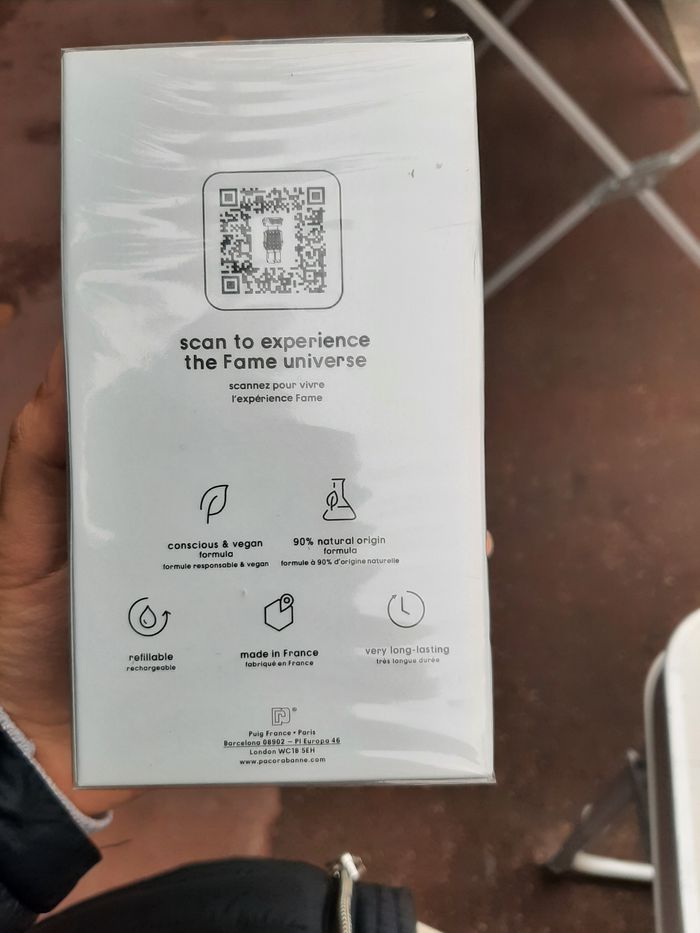 scan to experience
the Fame universe
scannez pour vivre
l'expérience Fame
conscious & vegan
formula
formule responsable & vegan
90% natural origin
formula
formule à 90% d'origine naturelle
refillable
rechargeable
made in France
fabriqué en France
very long-lasting
très longue durée
Puig France • Paris
Barcelona 08902 – Pl Europa 46
London WC1B 5EH
www.pacorabanne.com